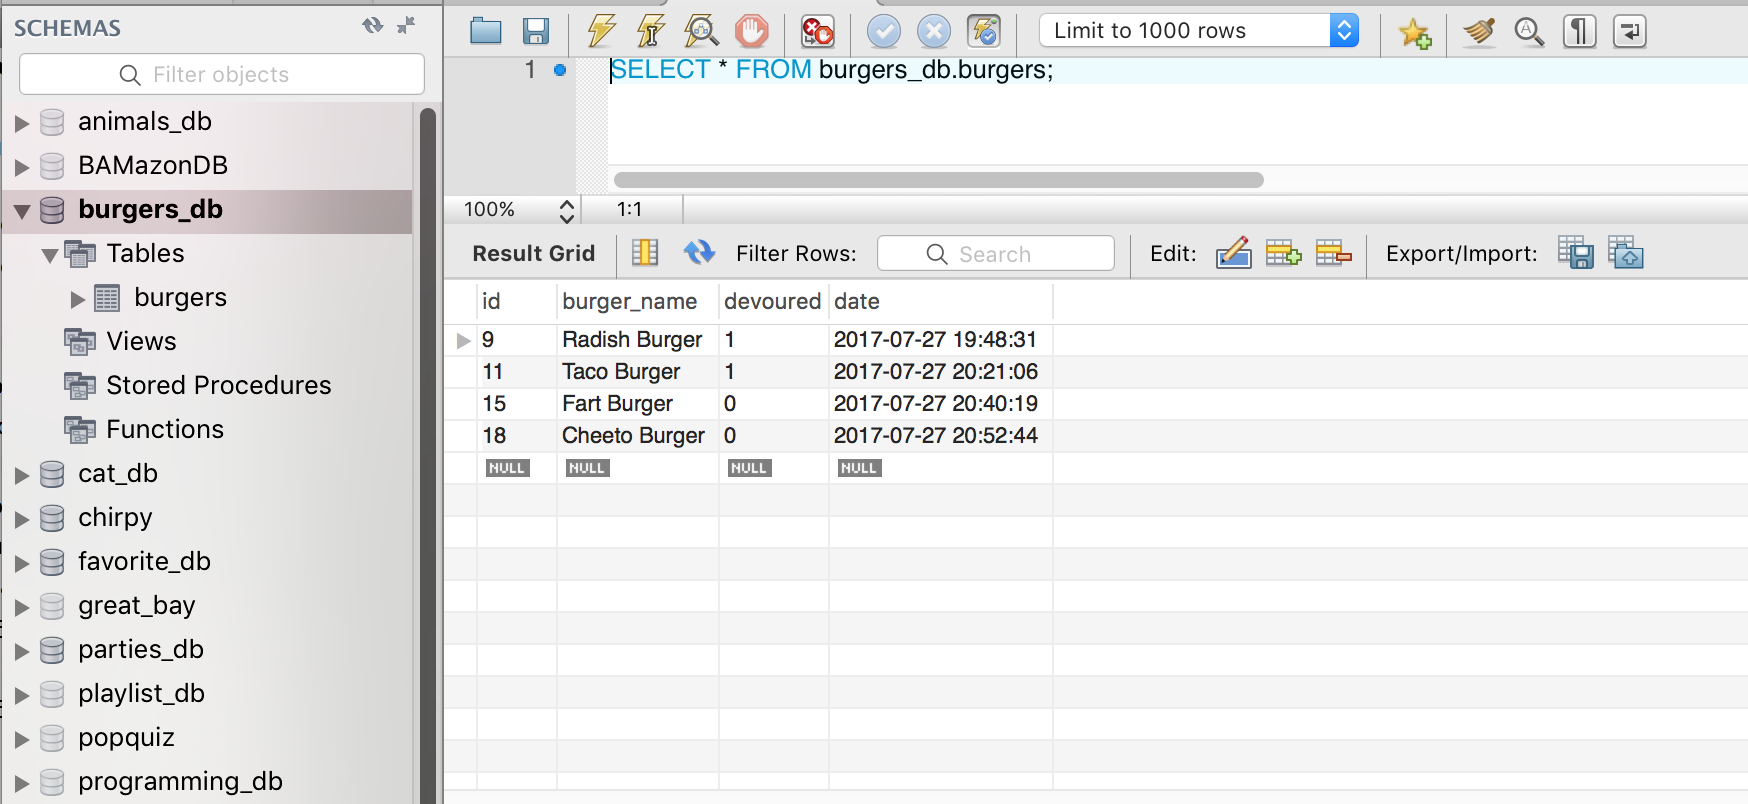 SCHEMAS
Filter objects
animals_db
BAMazonDB
burgers_db
Tables
burgers
Views
Stored Procedures
Functions
cat_db
chirpy
favorite_db
great_bay
parties_db
playlist_db
popquiz
programming_db
Limit to 1000 rows
1 SELECT * FROM burgers_db.burgers;
100% 1:1
Result Grid Filter Rows: Search Edit: Export/Import:
id burger_name devoured date
9 Radish Burger 1 2017-07-27 19:48:31
11 Taco Burger 1 2017-07-27 20:21:06
15 Fart Burger 0 2017-07-27 20:40:19
18 Cheeto Burger 0 2017-07-27 20:52:44
NULL NULL NULL NULL